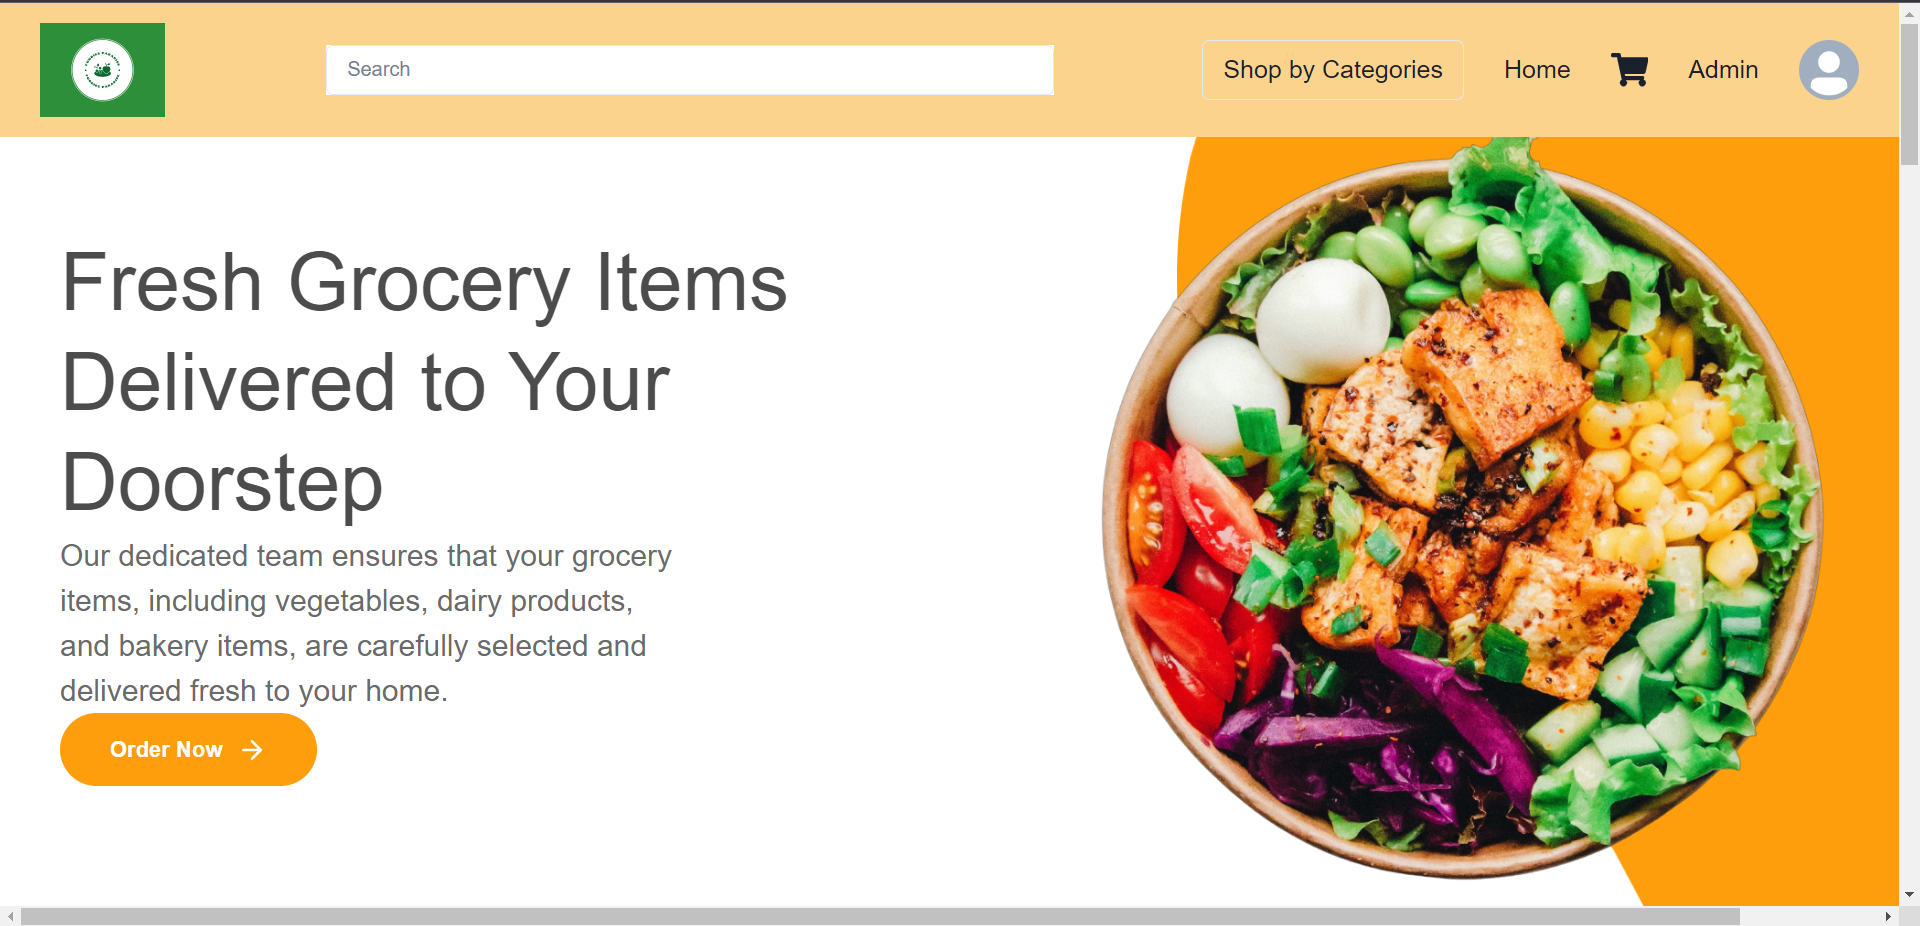 Search
Shop by Categories
Home
Admin
Fresh Grocery Items
Delivered to Your
Doorstep
Our dedicated team ensures that your grocery
items, including vegetables, dairy products,
and bakery items, are carefully selected and
delivered fresh to your home.
Order Now